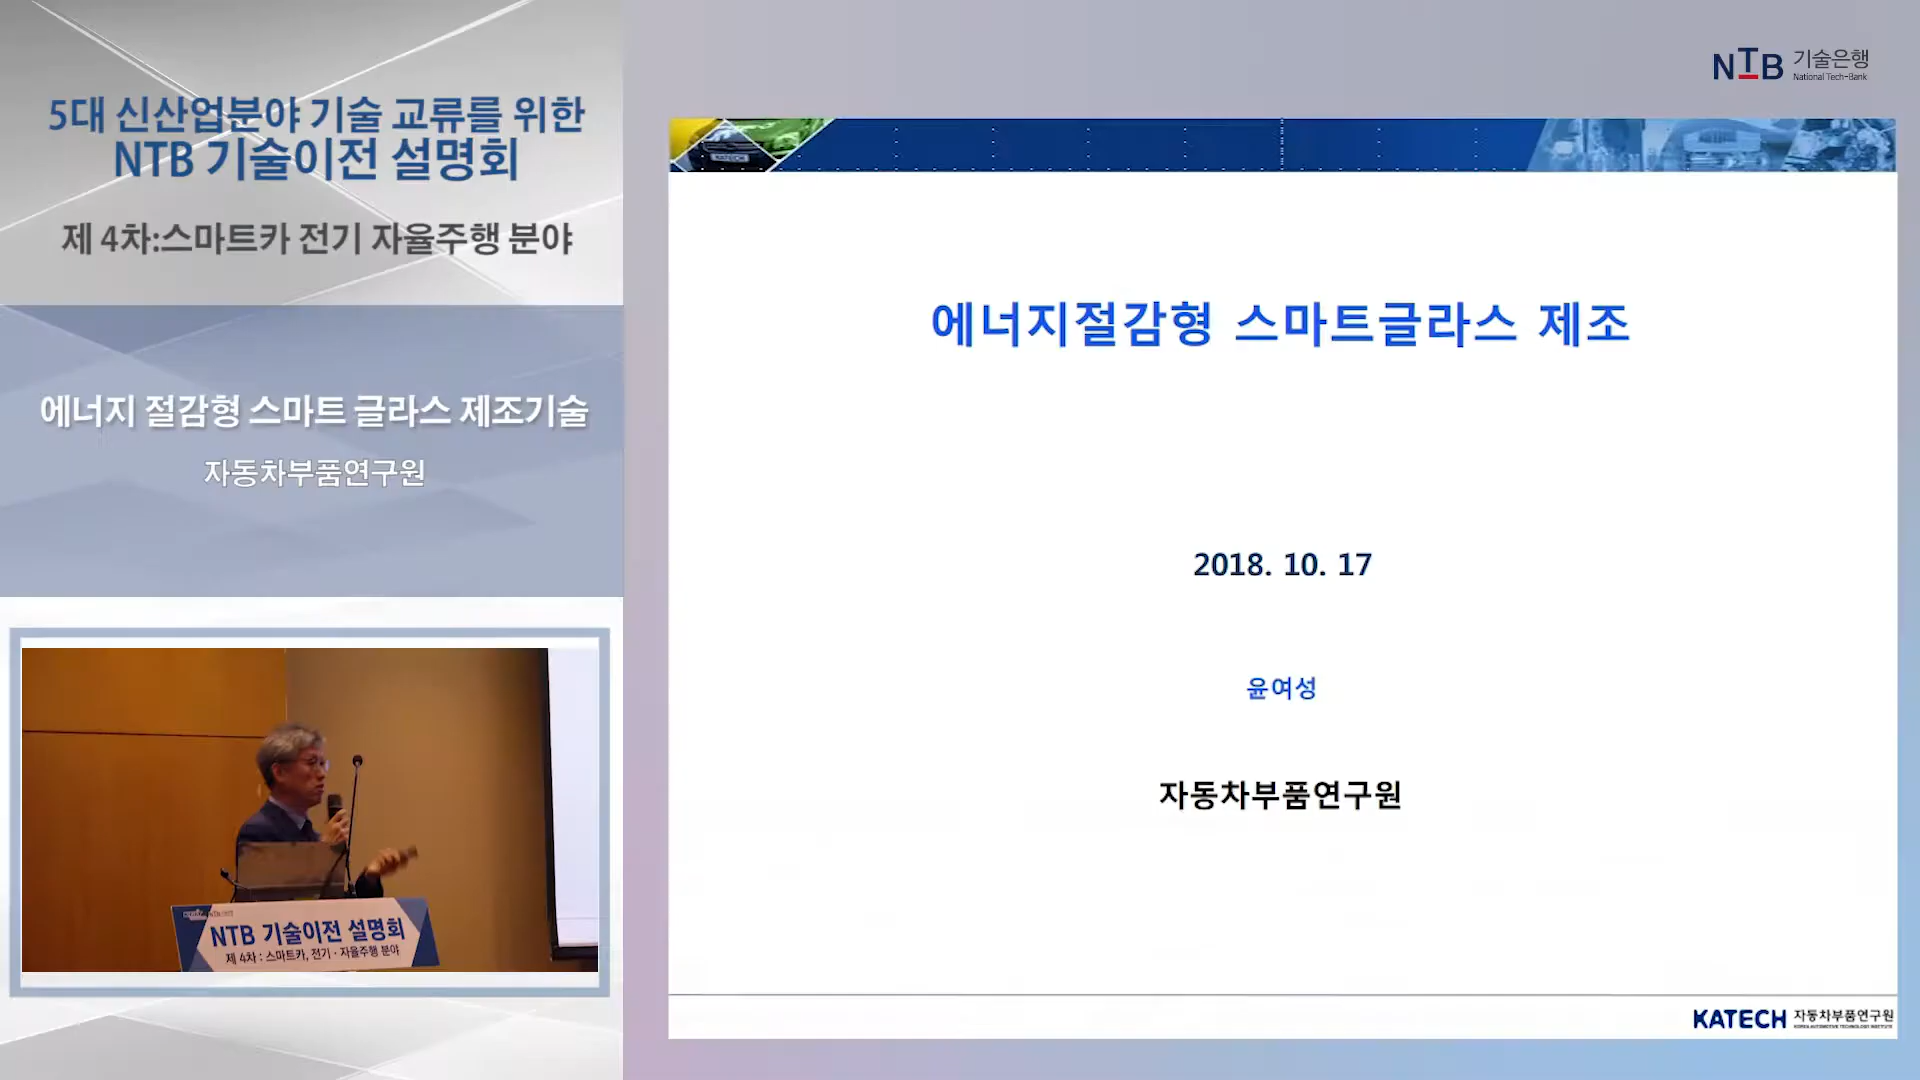 5대 신산업분야 기술 교류를 위한
NTB 기술이전 설명회
제 4차:스마트카 전기 자율주행 분야
에너지 절감형 스마트 글라스 제조기술
자동차부품연구원
NTB 기술이전 설명회
제 4차 : 스마트카, 전기 · 자율주행 분야
NTB 기술은행
National Tech-Bank
KATECH
에너지절감형 스마트글라스 제조
2018. 10. 17
윤여성
자동차부품연구원
KATECH 자동차부품연구원
KOREA AUTOMOTIVE TECHNOLOGY INSTITUTE